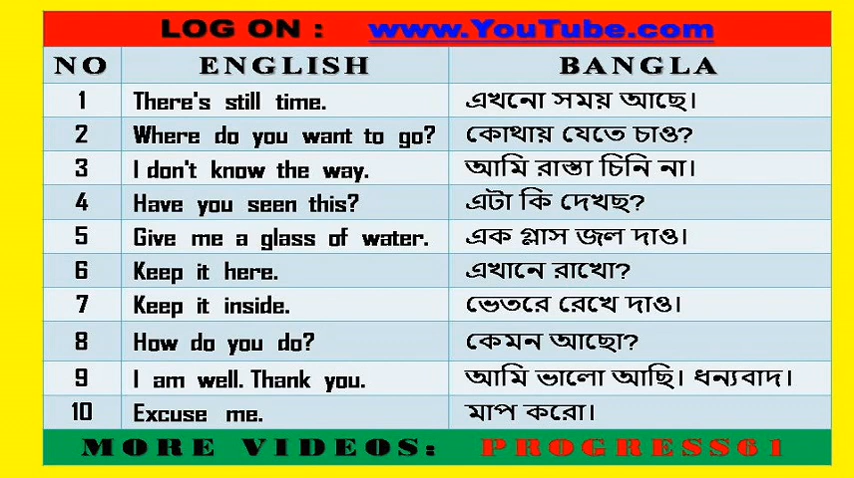 LOG ON : www.YouTube.com
NO ENGLISH BANGLA
1 There's still time. এখনো সময় আছে।
2 Where do you want to go? কোথায় যেতে চাও?
3 I don't know the way. আমি রাস্তা চিনি না।
4 Have you seen this? এটা কি দেখছ?
5 Give me a glass of water. এক গ্লাস জল দাও।
6 Keep it here. এখানে রাখো?
7 Keep it inside. ভেতরে রেখে দাও।
8 How do you do? কেমন আছো?
9 I am well. Thank you. আমি ভালো আছি। ধন্যবাদ।
10 Excuse me. মাপ করো।
MORE VIDEOS: PROGRESS61